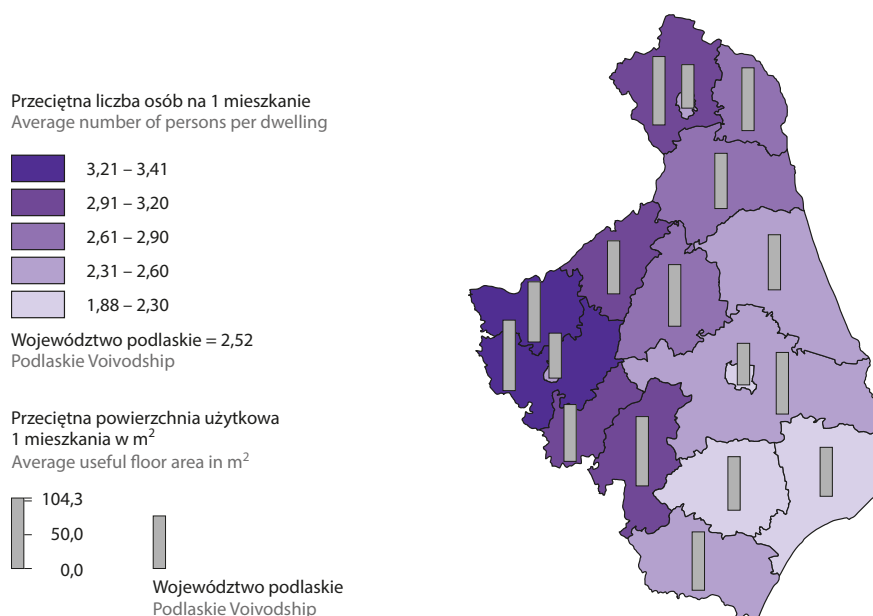 Przeciętna liczba osób na 1 mieszkanie
Average number of persons per dwelling
3,21 – 3,41
2,91 – 3,20
2,61 – 2,90
2,31 – 2,60
1,88 – 2,30
Województwo podlaskie = 2,52
Podlaskie Voivodship
Przeciętna powierzchnia użytkowa
1 mieszkania w m²
Average useful floor area in m²
104,3
50,0
0,0
Województwo podlaskie
Podlaskie Voivodship